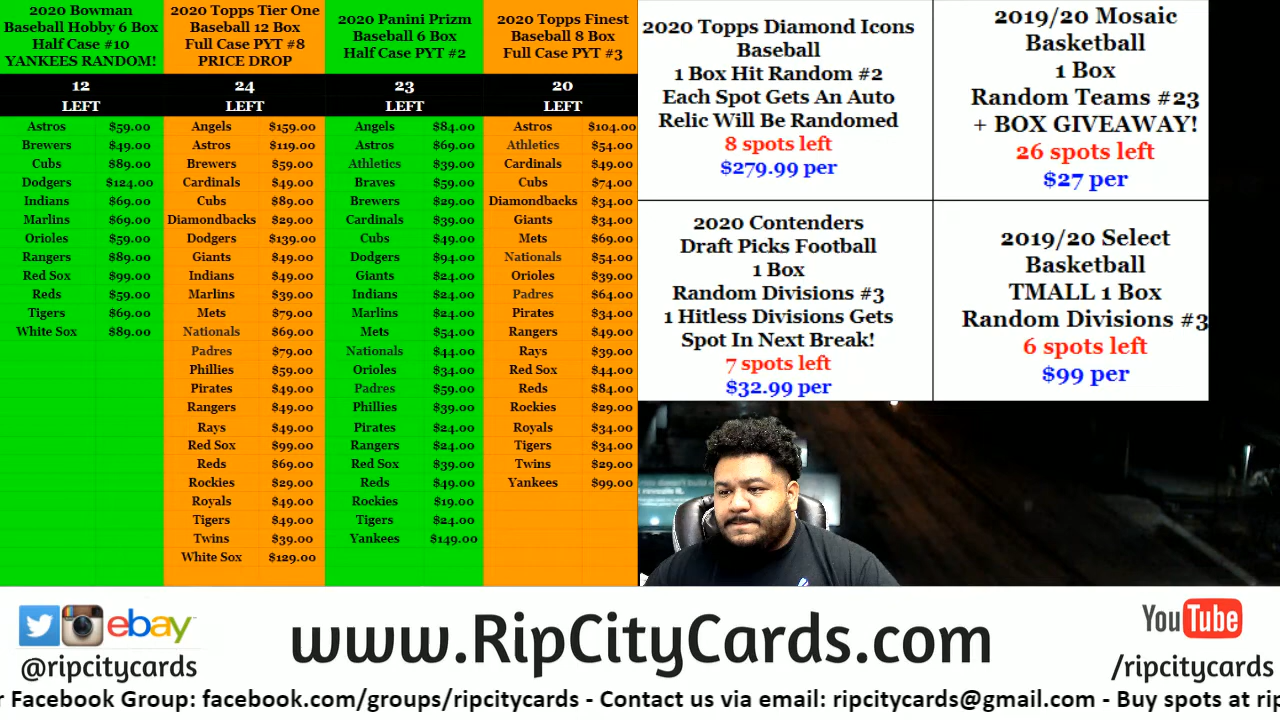 2020 Bowman
Baseball Hobby 6 Box
Half Case #10
YANKEES RANDOM!
12
LEFT
Astros $59.00
Brewers $49.00
Cubs $89.00
Dodgers $124.00
Indians $69.00
Marlins $69.00
Orioles $59.00
Rangers $89.00
Red Sox $99.00
Reds $59.00
Tigers $69.00
White Sox $89.00
2020 Topps Tier One
Baseball 12 Box
Full Case PYT #8
PRICE DROP
24
LEFT
Angels $159.00
Astros $119.00
Brewers $59.00
Cardinals $49.00
Cubs $89.00
Diamondbacks $29.00
Dodgers $139.00
Giants $49.00
Indians $49.00
Marlins $39.00
Mets $79.00
Nationals $69.00
Padres $79.00
Phillies $59.00
Pirates $49.00
Rangers $49.00
Rays $49.00
Red Sox $99.00
Reds $69.00
Rockies $29.00
Royals $49.00
Tigers $49.00
Twins $39.00
White Sox $129.00
2020 Panini Prizm
Baseball 6 Box
Half Case PYT #2
23
LEFT
Angels $84.00
Astros $69.00
Athletics $39.00
Braves $59.00
Brewers $29.00
Cardinals $39.00
Cubs $49.00
Dodgers $94.00
Giants $24.00
Indians $24.00
Marlins $24.00
Mets $54.00
Nationals $44.00
Orioles $34.00
Padres $59.00
Phillies $39.00
Pirates $24.00
Rangers $24.00
Red Sox $39.00
Reds $49.00
Rockies $19.00
Tigers $24.00
Yankees $149.00
2020 Topps Finest
Baseball 8 Box
Full Case PYT #3
20
LEFT
Astros $104.00
Athletics $54.00
Cardinals $49.00
Cubs $74.00
Diamondbacks $34.00
Giants $34.00
Mets $69.00
Nationals $54.00
Orioles $39.00
Padres $64.00
Pirates $34.00
Rangers $49.00
Rays $39.00
Red Sox $44.00
Reds $84.00
Rockies $29.00
Royals $34.00
Tigers $34.00
Twins $29.00
Yankees $99.00
2020 Topps Diamond Icons
Baseball
1 Box Hit Random #2
Each Spot Gets An Auto
Relic Will Be Randomed
8 spots left
$279.99 per
2019/20 Mosaic
Basketball
1 Box
Random Teams #23
+ BOX GIVEAWAY!
26 spots left
$27 per
2020 Contenders
Draft Picks Football
1 Box
Random Divisions #3
1 Hitless Divisions Gets
Spot In Next Break!
7 spots left
$32.99 per
2019/20 Select
Basketball
TMALL 1 Box
Random Divisions #3
6 spots left
$99 per
ebay
@ripcitycards
www.RipCityCards.com
YouTube
/ripcitycards
r Facebook Group: facebook.com/groups/ripcitycards - Contact us via email: ripcitycards@gmail.com - Buy spots at rip